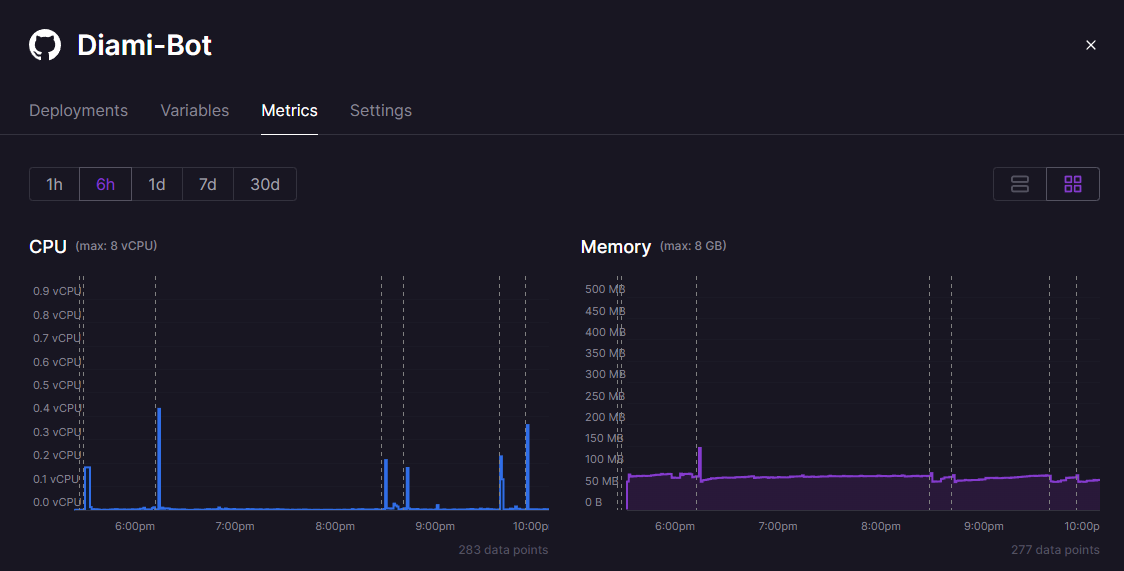 Diami-Bot
Deployments Variables Metrics Settings
1h 6h 1d 7d 30d
CPU (max: 8 vCPU)
0.9 vCPU
0.8 vCPU
0.7 vCPU
0.6 vCPU
0.5 vCPU
0.4 vCPU
0.3 vCPU
0.2 vCPU
0.1 vCPU
0.0 vCPU
6:00pm 7:00pm 8:00pm 9:00pm 10:00p
283 data points
Memory (max: 8 GB)
500 MB
450 MB
400 MB
350 MB
300 MB
250 MB
200 MB
150 MB
100 MB
50 MB
0 B
6:00pm 7:00pm 8:00pm 9:00pm 10:00p
277 data points